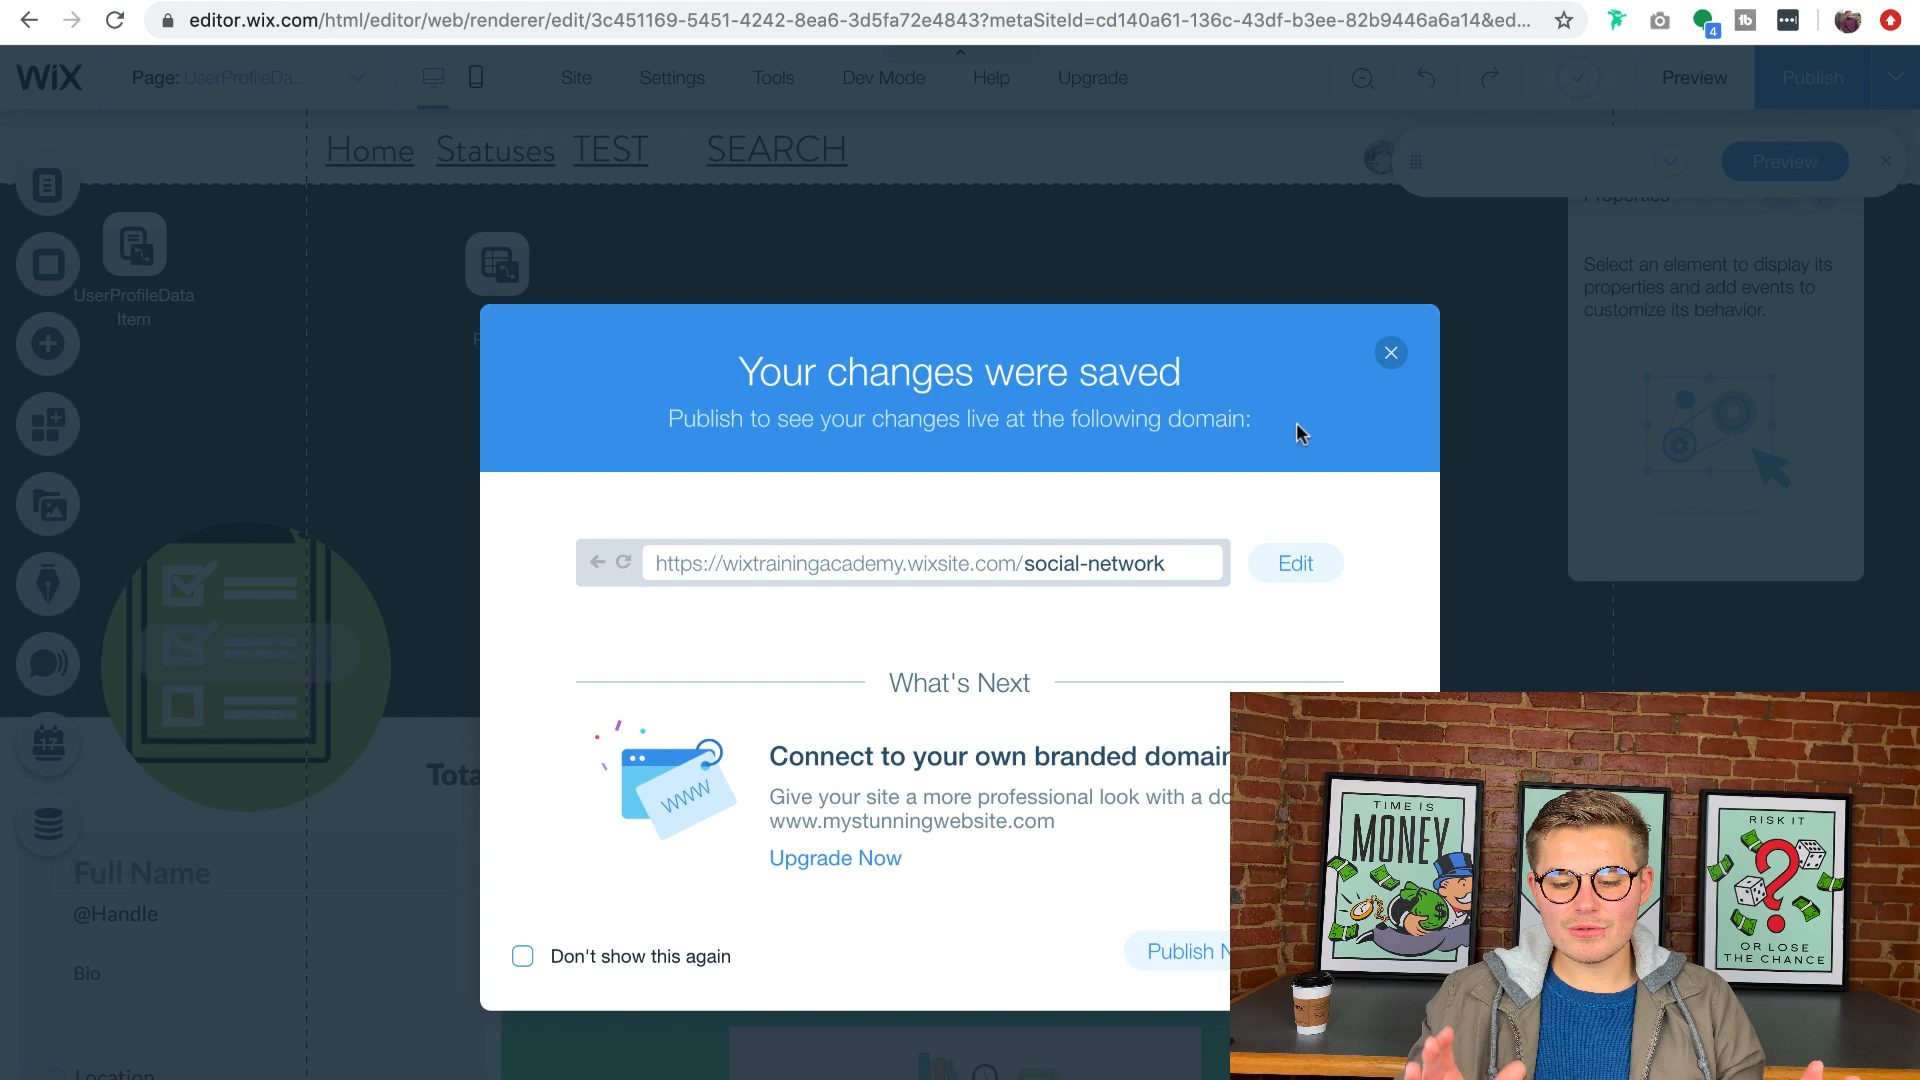 editor.wix.com/html/editor/web/renderer/edit/3c451169-5451-4242-8ea6-3d5fa72e4843?metaSiteId=cd140a61-136c-43df-b3ee-82b9446a6a14&ed...
4
WiX
Page: UserProfileDa...
Site
Settings
Tools
Dev Mode
Help
Upgrade
Preview
Publish
Home
Statuses
TEST
SEARCH
Preview
Properties
UserProfileData
Item
Select an element to display its
properties and add events to
customize its behavior.
Your changes were saved
Publish to see your changes live at the following domain:
https://wixtrainingacademy.wixsite.com/social-network
Edit
What's Next
WWW
Connect to your own branded domain
Give your site a more professional look with a do
www.mystunningwebsite.com
Upgrade Now
Tota
Full Name
@Handle
Bio
Location
Don't show this again
Publish N
17
TIME IS
MONEY
RISK IT
?
OR LOSE
THE CHANCE